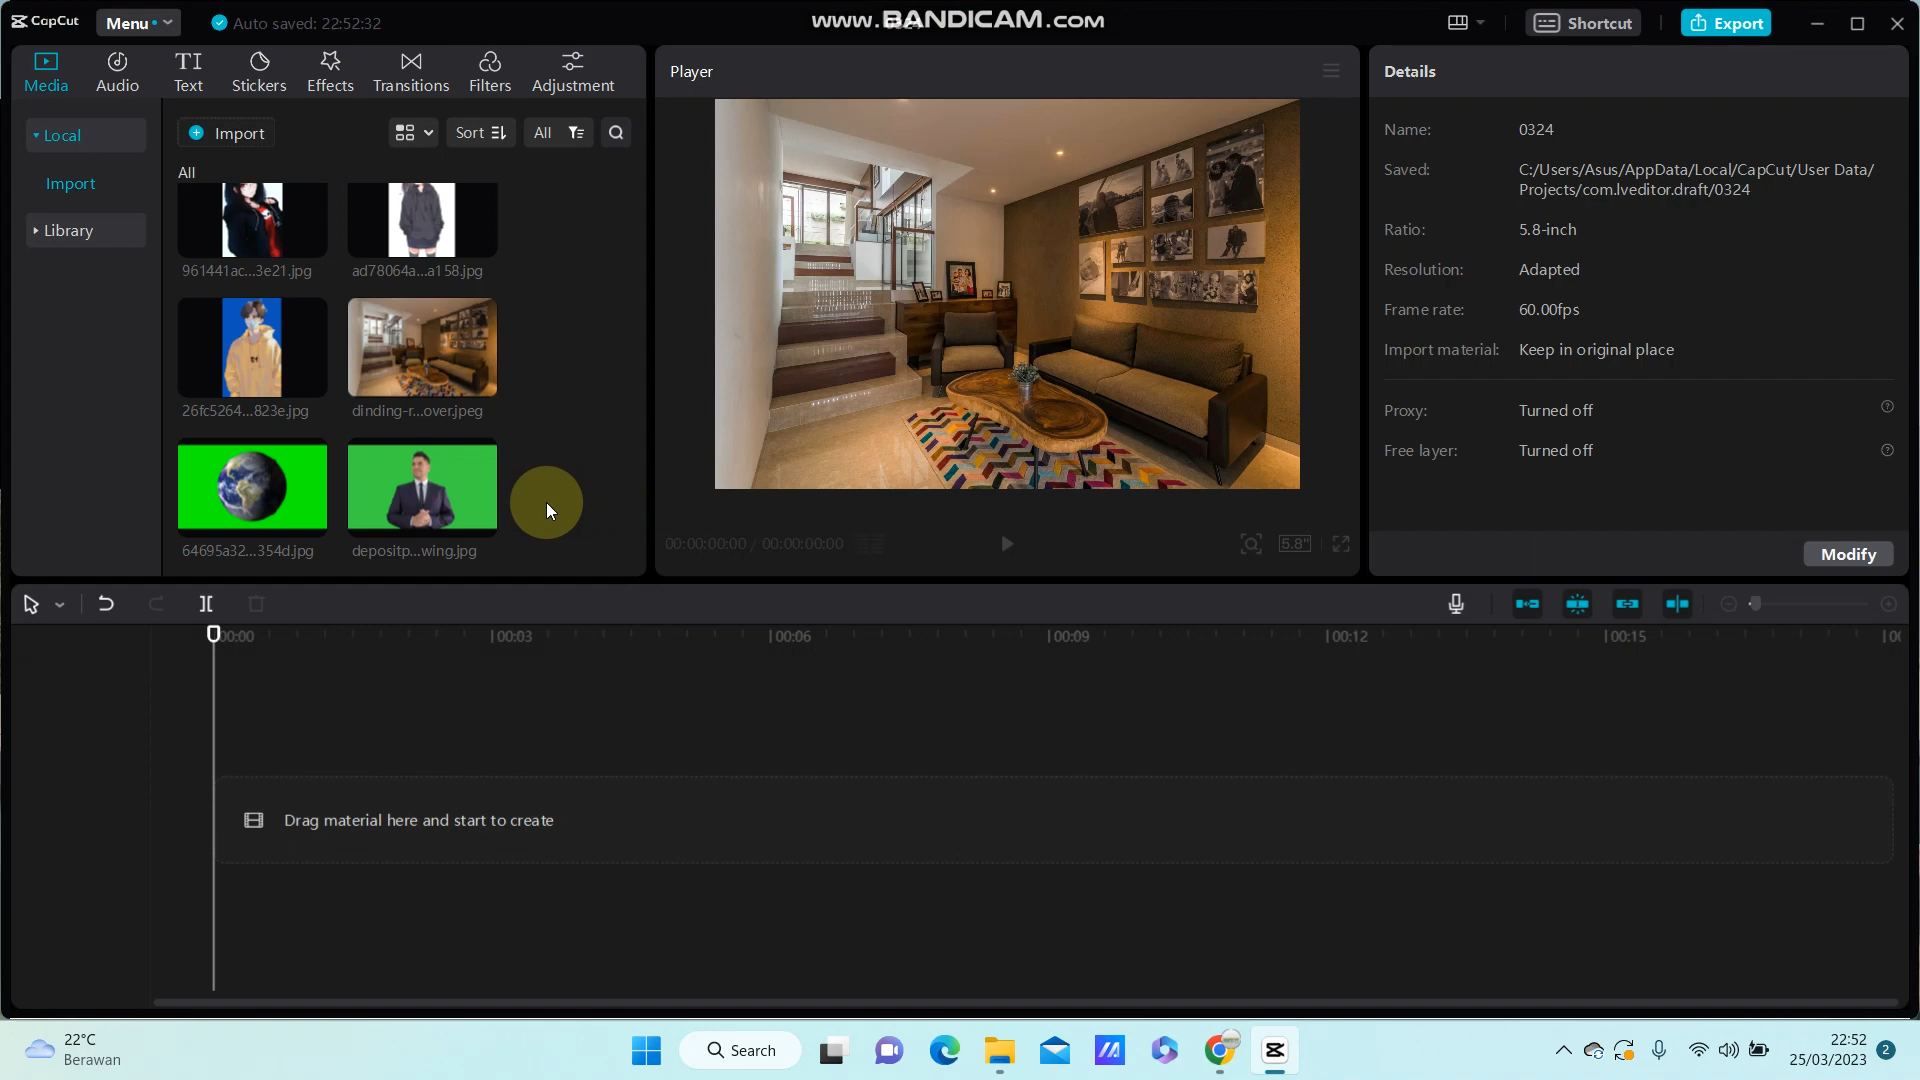 CapCut
Menu
Auto saved: 22:52:32
www.BANDICAM.com
Shortcut
Export
Media
Audio
Text
Stickers
Effects
Transitions
Filters
Adjustment
Local
Import
Library
Import
Sort
All
All
961441ac...3e21.jpg
ad78064a...a158.jpg
26fc5264...823e.jpg
dinding-r...over.jpeg
64695a32...354d.jpg
depositp...wing.jpg
Player
00:00:00:00 / 00:00:00:00
5.8"
Details
Name: 0324
Saved: C:/Users/Asus/AppData/Local/CapCut/User Data/
Projects/com.lveditor.draft/0324
Ratio: 5.8-inch
Resolution: Adapted
Frame rate: 60.00fps
Import material: Keep in original place
Proxy: Turned off
Free layer: Turned off
Modify
00:00
00:03
00:06
00:09
00:12
00:15
Drag material here and start to create
22°C
Berawan
Search
22:52
25/03/2023
2